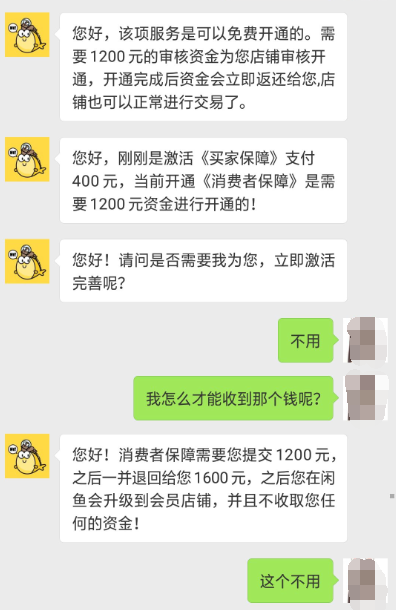 您好，该项服务是可以免费开通的。需
要1200元的审核资金为您店铺审核开
通，开通完成后资金会立即返还给您,店
铺也可以正常进行交易了。
您好，刚刚是激活《买家保障》支付
400元，当前开通《消费者保障》是需
要1200元资金进行开通的！
您好！请问是否需要我为您，立即激活
完善呢？
不用
我怎么才能收到那个钱呢？
您好！消费者保障需要您提交1200元，
之后一并退回给您1600元，之后您在闲
鱼会升级到会员店铺，并且不收取您任
何的资金！
这个不用